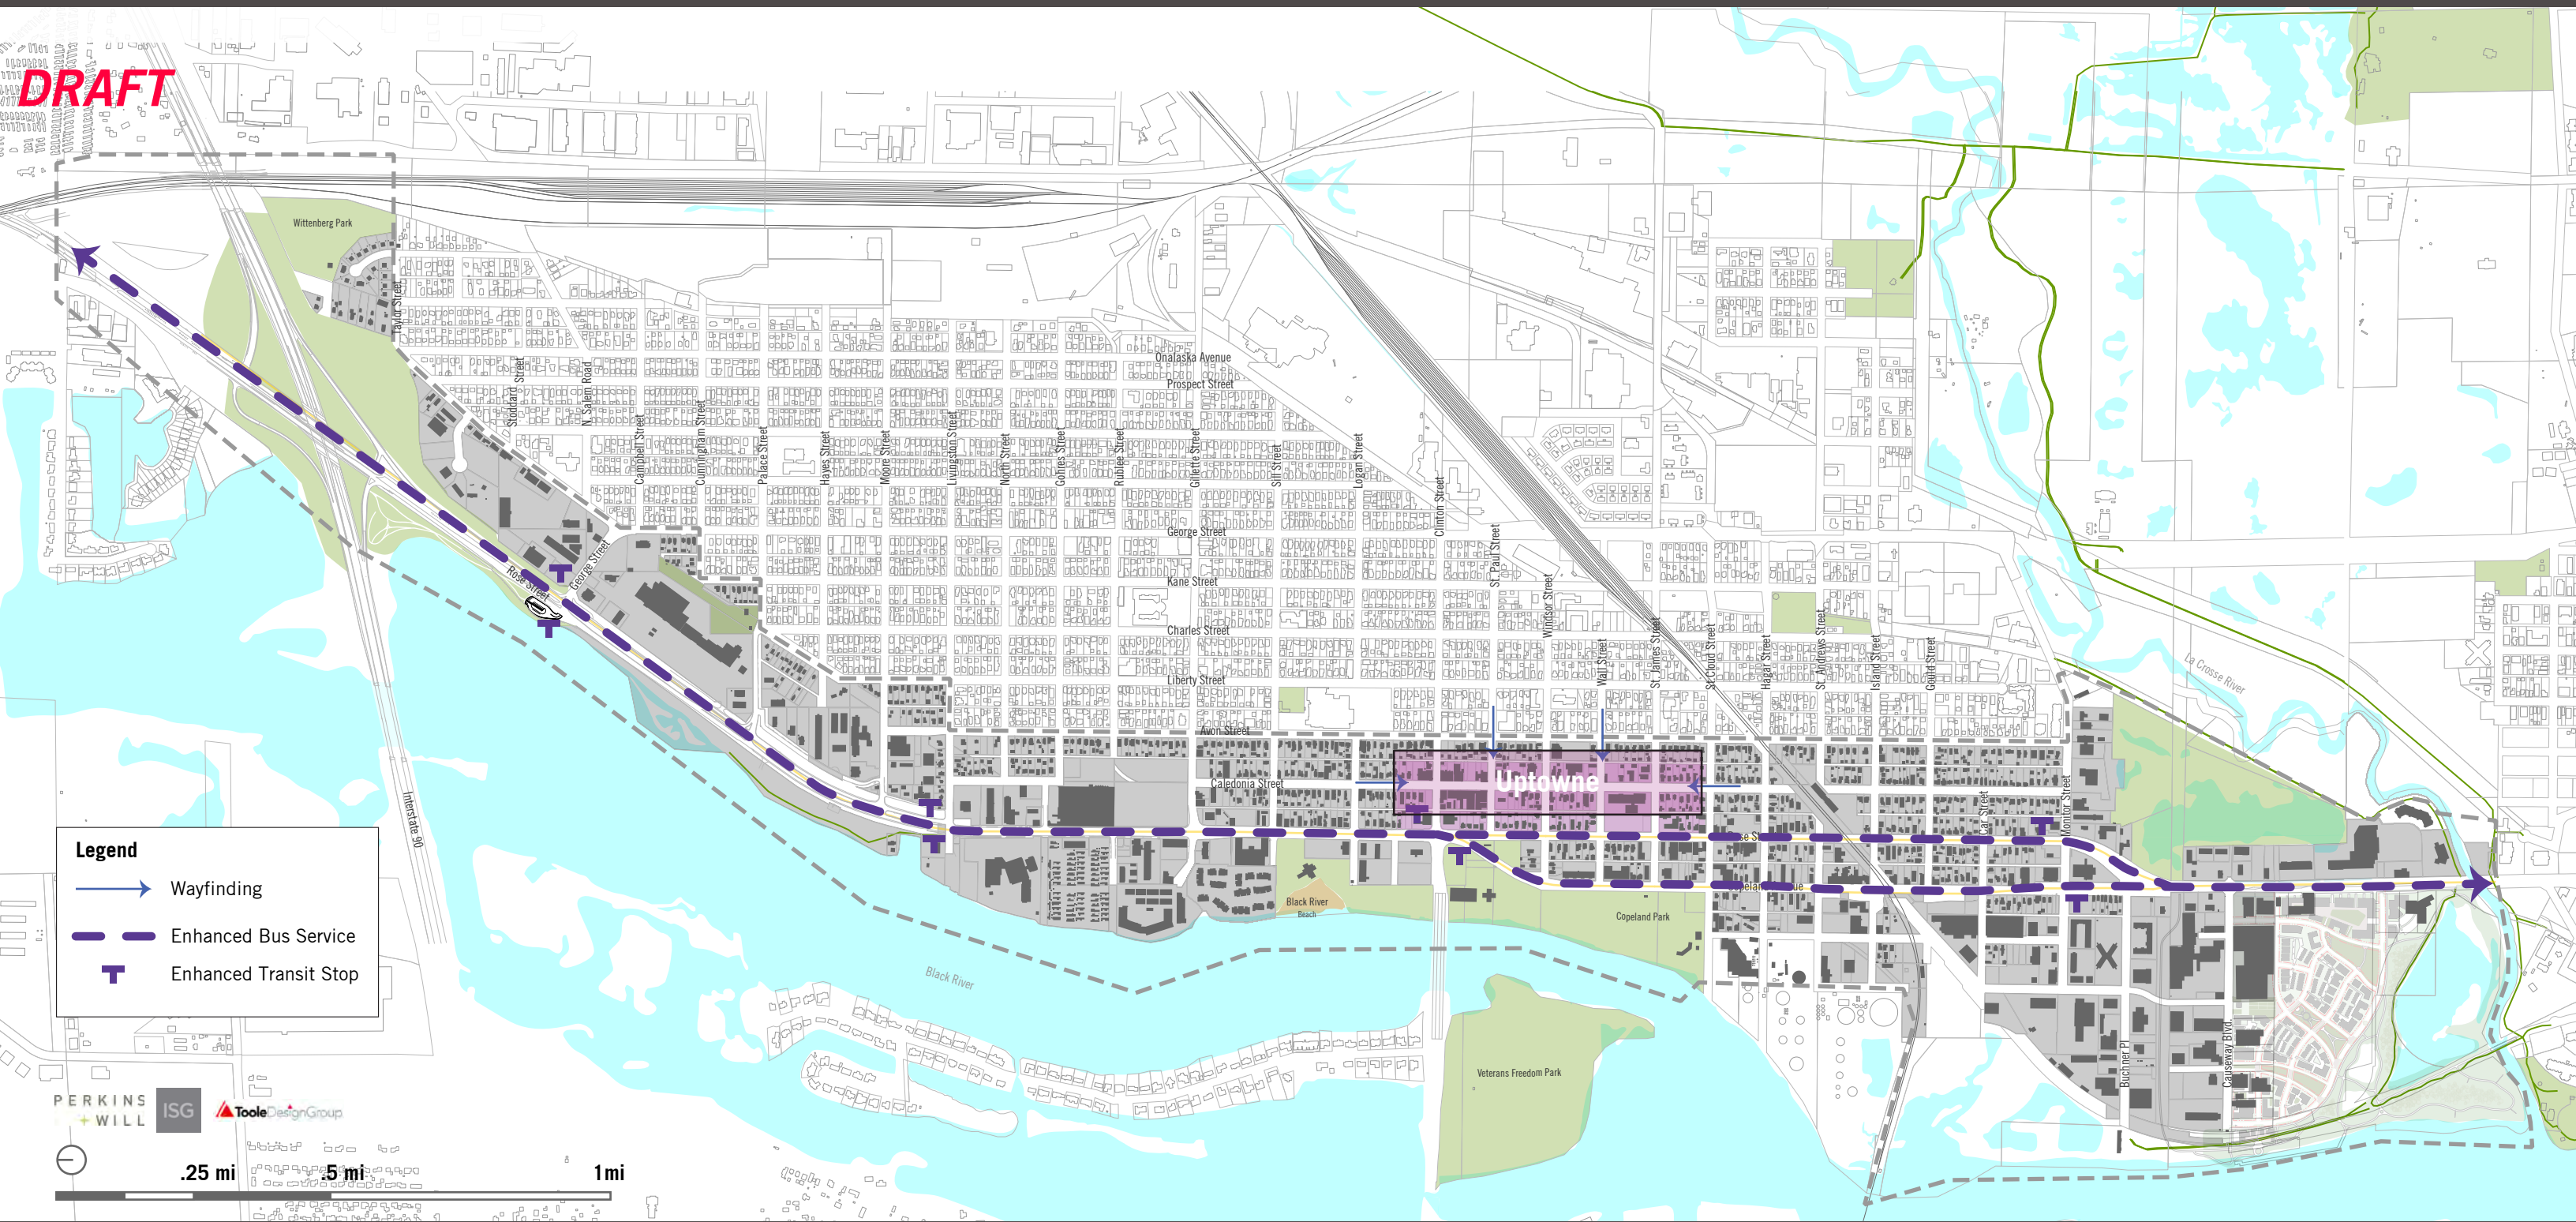 DRAFT
Wittenberg Park
Taylor Street
Stoddard Street
N. Salem Road
Campbell Street
Cunningham Street
Palace Street
Hayes Street
Moore Street
Livingston Street
North Street
Gohres Street
Rublee Street
Gillette Street
Sill Street
Logan Street
Clinton Street
St. Paul Street
Windsor Street
Wall Street
St. James Street
St. Cloud Street
Hagar Street
St. Andrews Street
Island Street
Gould Street
Onalaska Avenue
Prospect Street
George Street
Kane Street
Charles Street
Liberty Street
Avon Street
Caledonia Street
Rose Street
George Street
La Crosse River
Uptowne
Car Street
Monitor Street
Black River
Beach
Copeland Park
Interstate 90
Black River
Veterans Freedom Park
Buchner Pl
Causeway Blvd.
Legend
Wayfinding
Enhanced Bus Service
Enhanced Transit Stop
PERKINS
+ WILL
ISG
TooleDesignGroup
.25 mi .5 mi 1mi